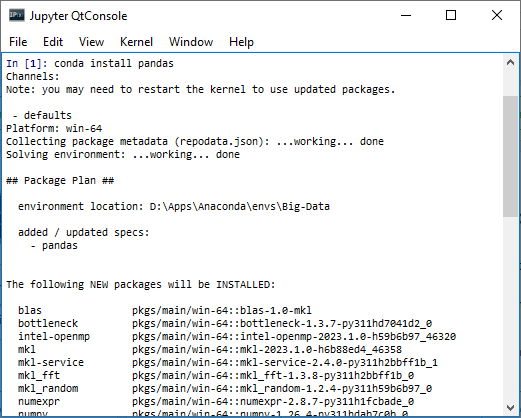 IP[y]:
Jupyter QtConsole
File Edit View Kernel Window Help
In [1]: conda install pandas
Channels:
Note: you may need to restart the kernel to use updated packages.
- defaults
Platform: win-64
Collecting package metadata (repodata.json): ...working... done
Solving environment: ...working... done
## Package Plan ##
environment location: D:\Apps\Anaconda\envs\Big-Data
added / updated specs:
- pandas
The following NEW packages will be INSTALLED:
blas pkgs/main/win-64::blas-1.0-mkl
bottleneck pkgs/main/win-64::bottleneck-1.3.7-py311hd7041d2_0
intel-openmp pkgs/main/win-64::intel-openmp-2023.1.0-h59b6b97_46320
mkl pkgs/main/win-64::mkl-2023.1.0-h6b88ed4_46358
mkl-service pkgs/main/win-64::mkl-service-2.4.0-py311h2bbff1b_1
mkl_fft pkgs/main/win-64::mkl_fft-1.3.8-py311h2bbff1b_0
mkl_random pkgs/main/win-64::mkl_random-1.2.4-py311h59b6b97_0
numexpr pkgs/main/win-64::numexpr-2.8.7-py311h1fcbade_0
numpy pkgs/main/win-64::numpy-1.26.4-py311hdab7c0b_0